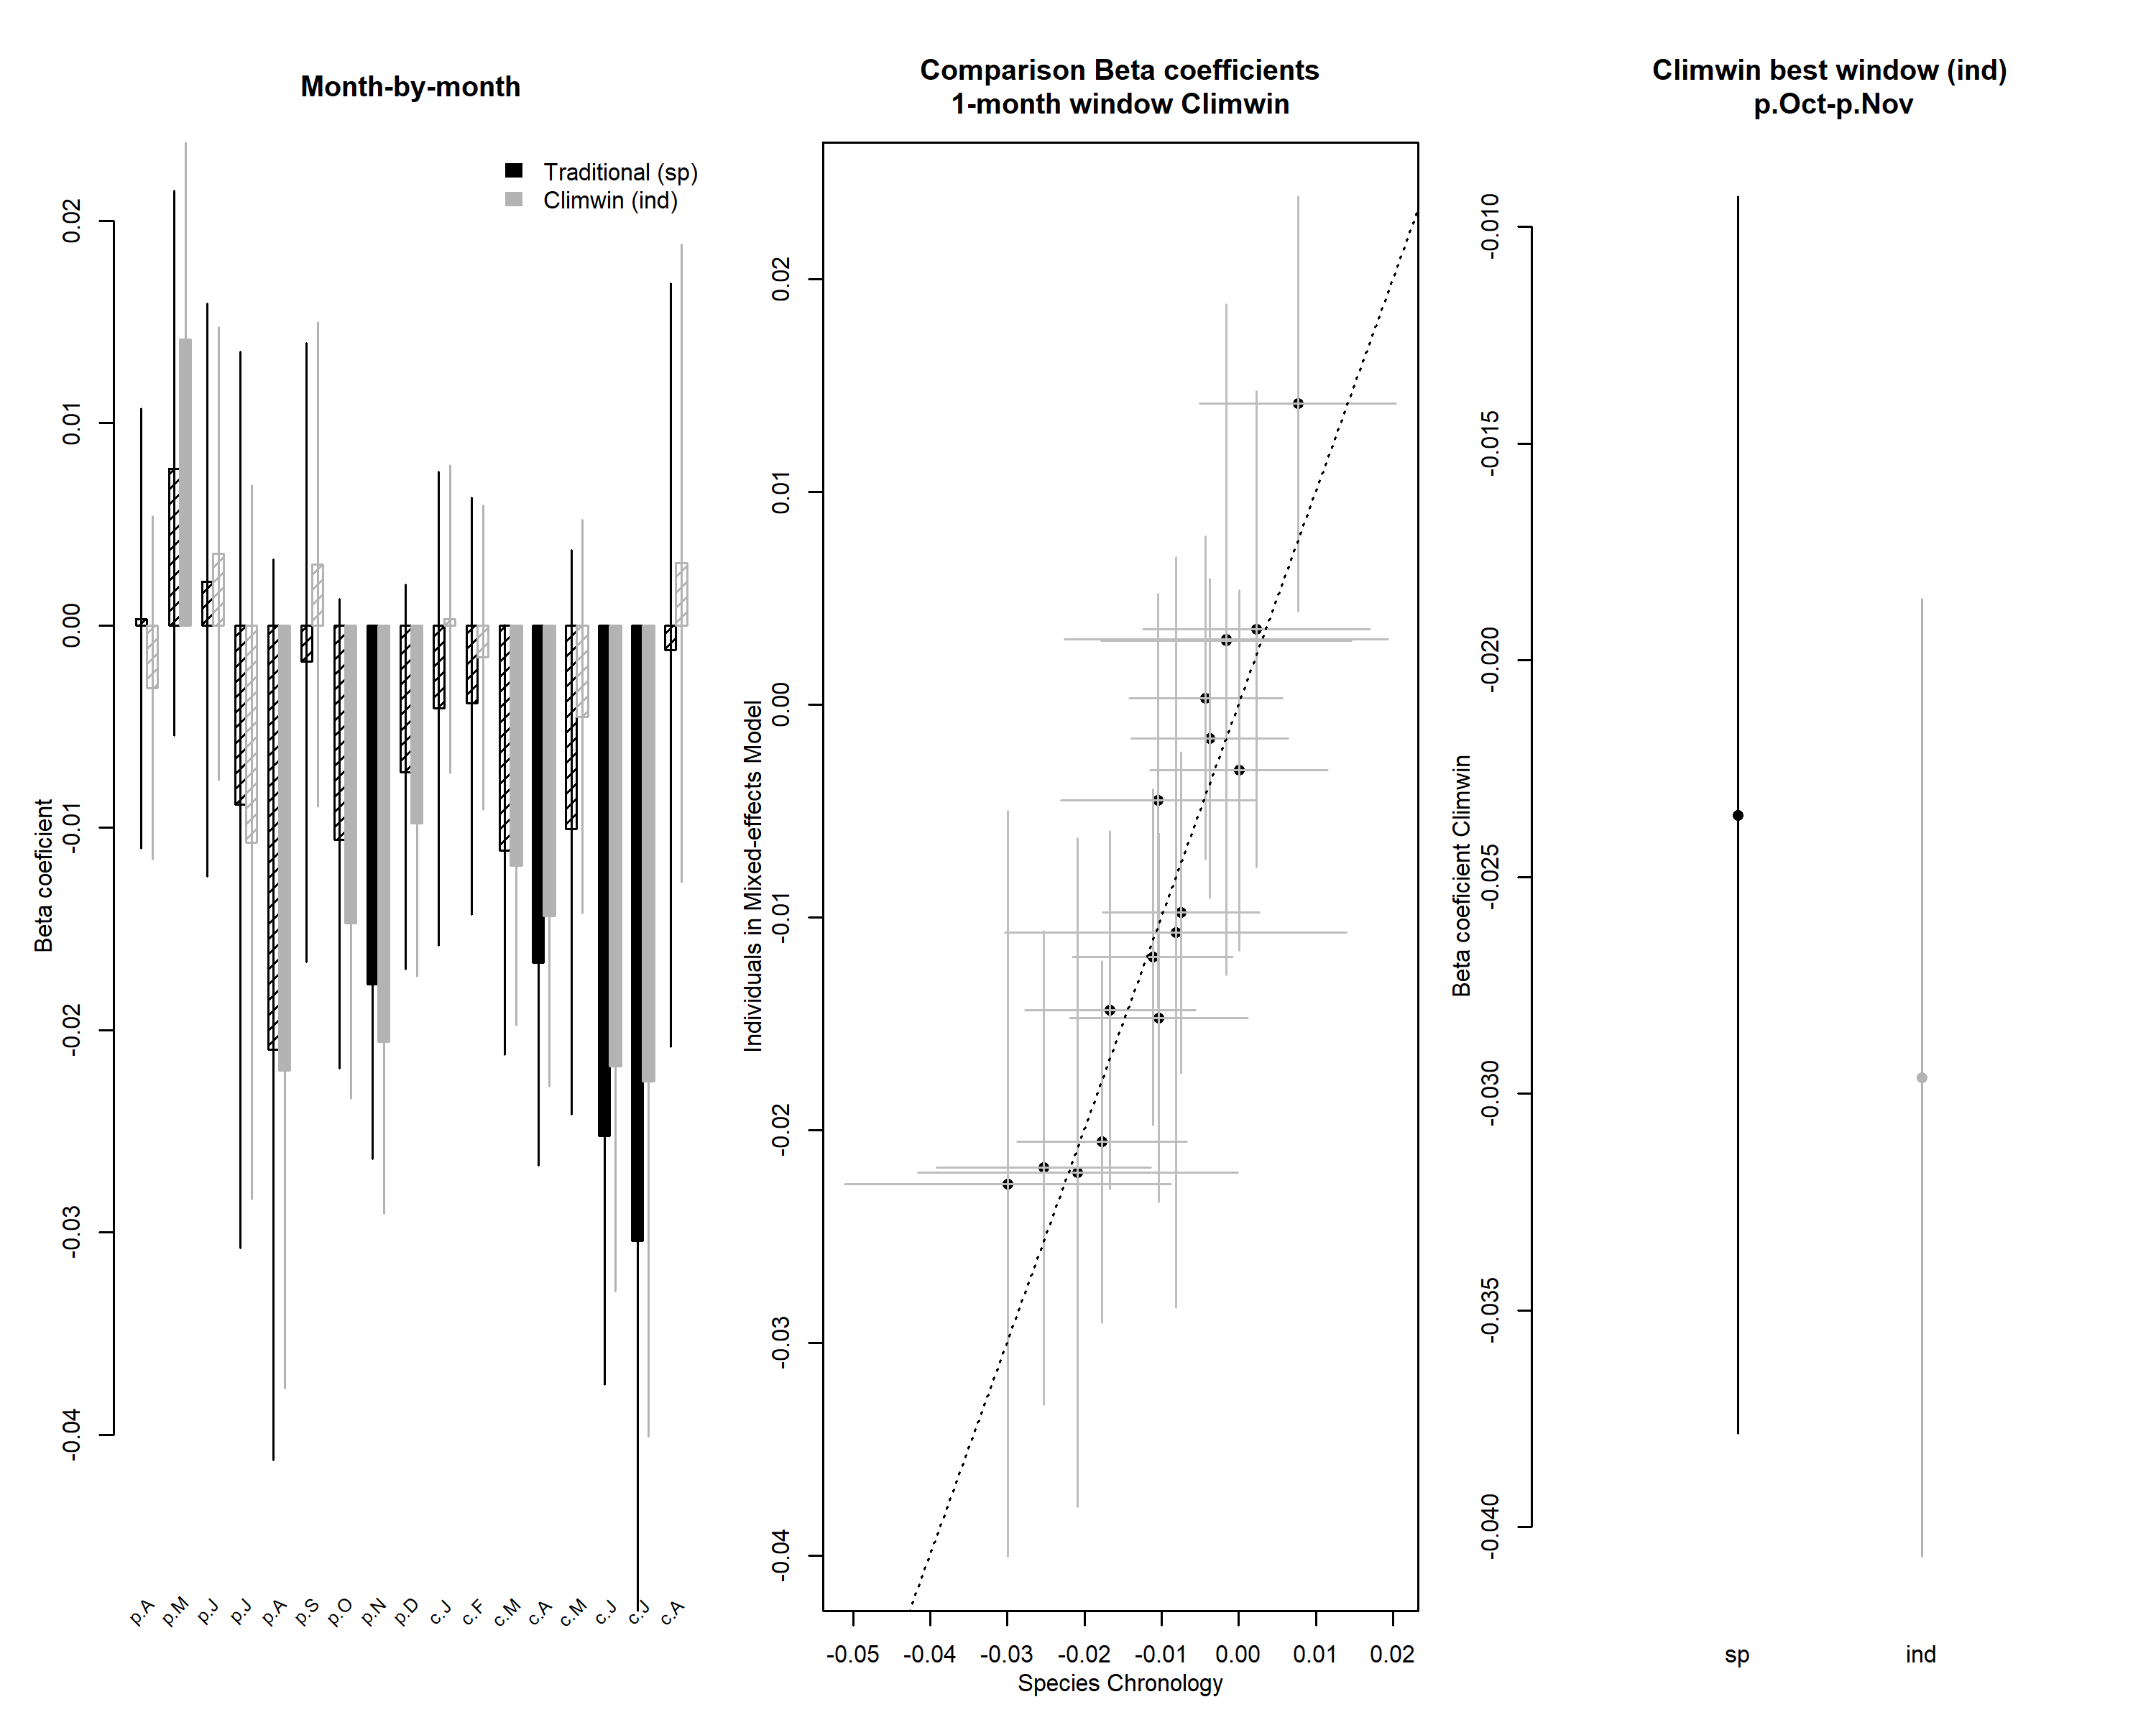 Month-by-month
Traditional (sp)
Climwin (ind)
Beta coeficient
0.02
0.01
0.00
-0.01
-0.02
-0.03
-0.04
p.A
p.M
p.J
p.J
p.A
p.S
p.O
p.N
p.D
c.J
c.F
c.M
c.A
c.M
c.J
c.J
c.A
Comparison Beta coefficients
1-month window Climwin
Individuals in Mixed-effects Model
0.02
0.01
0.00
-0.01
-0.02
-0.03
-0.04
-0.05 -0.04 -0.03 -0.02 -0.01 0.00 0.01 0.02
Species Chronology
Climwin best window (ind)
p.Oct-p.Nov
Beta coeficient Climwin
-0.010
-0.015
-0.020
-0.025
-0.030
-0.035
-0.040
sp
ind